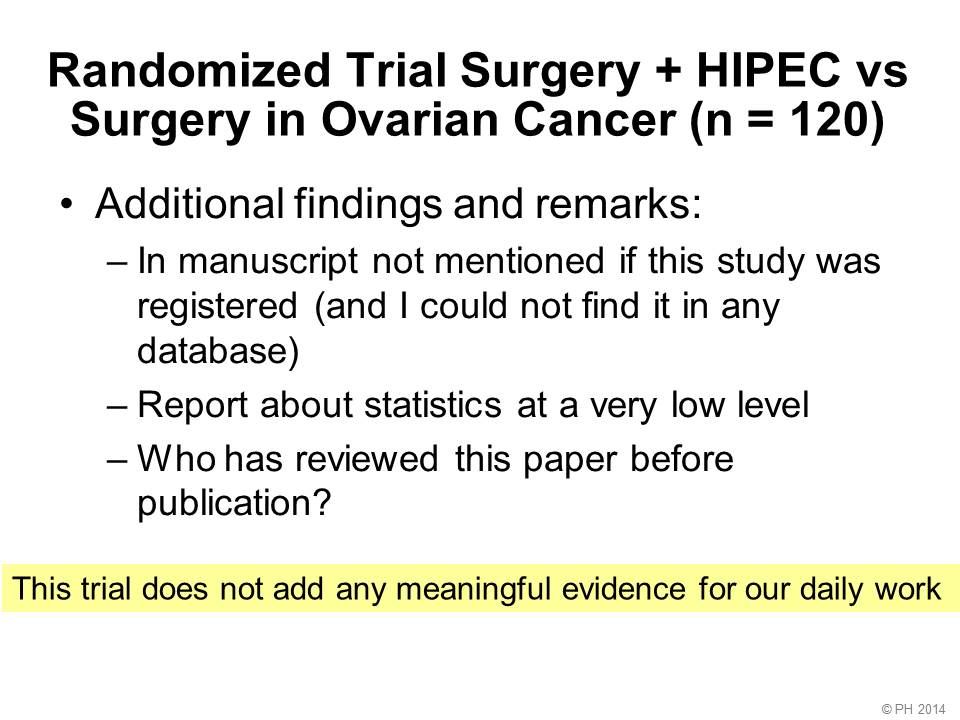 Randomized Trial Surgery + HIPEC vs
Surgery in Ovarian Cancer (n = 120)
• Additional findings and remarks:
– In manuscript not mentioned if this study was
registered (and I could not find it in any
database)
– Report about statistics at a very low level
– Who has reviewed this paper before
publication?
This trial does not add any meaningful evidence for our daily work
© PH 2014